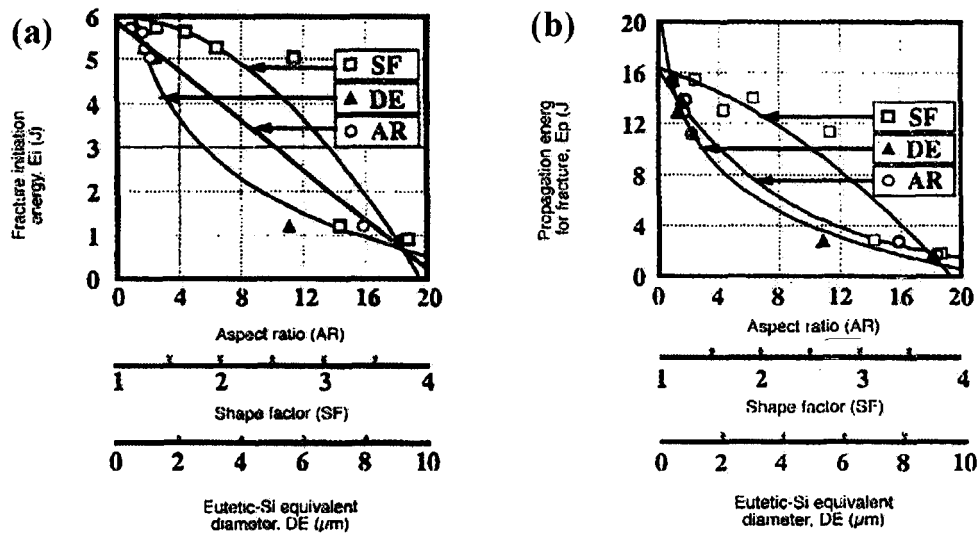 (a)
6
5
4
3
2
1
0
Fracture initiation
energy, Ei (J)
SF
DE
AR
0 4 8 12 16 20
Aspect ratio (AR)
1 2 3 4
Shape factor (SF)
0 2 4 6 8 10
Eutetic-Si equivalent
diameter, DE (μm)
(b)
20
16
12
8
4
0
Propagation energ
for fracture, Ep (J
SF
DE
AR
0 4 8 12 16 20
Aspect ratio (AR)
1 2 3 4
Shape factor (SF)
0 2 4 6 8 10
Eutetic-Si equivalent
diameter, DE (μm)